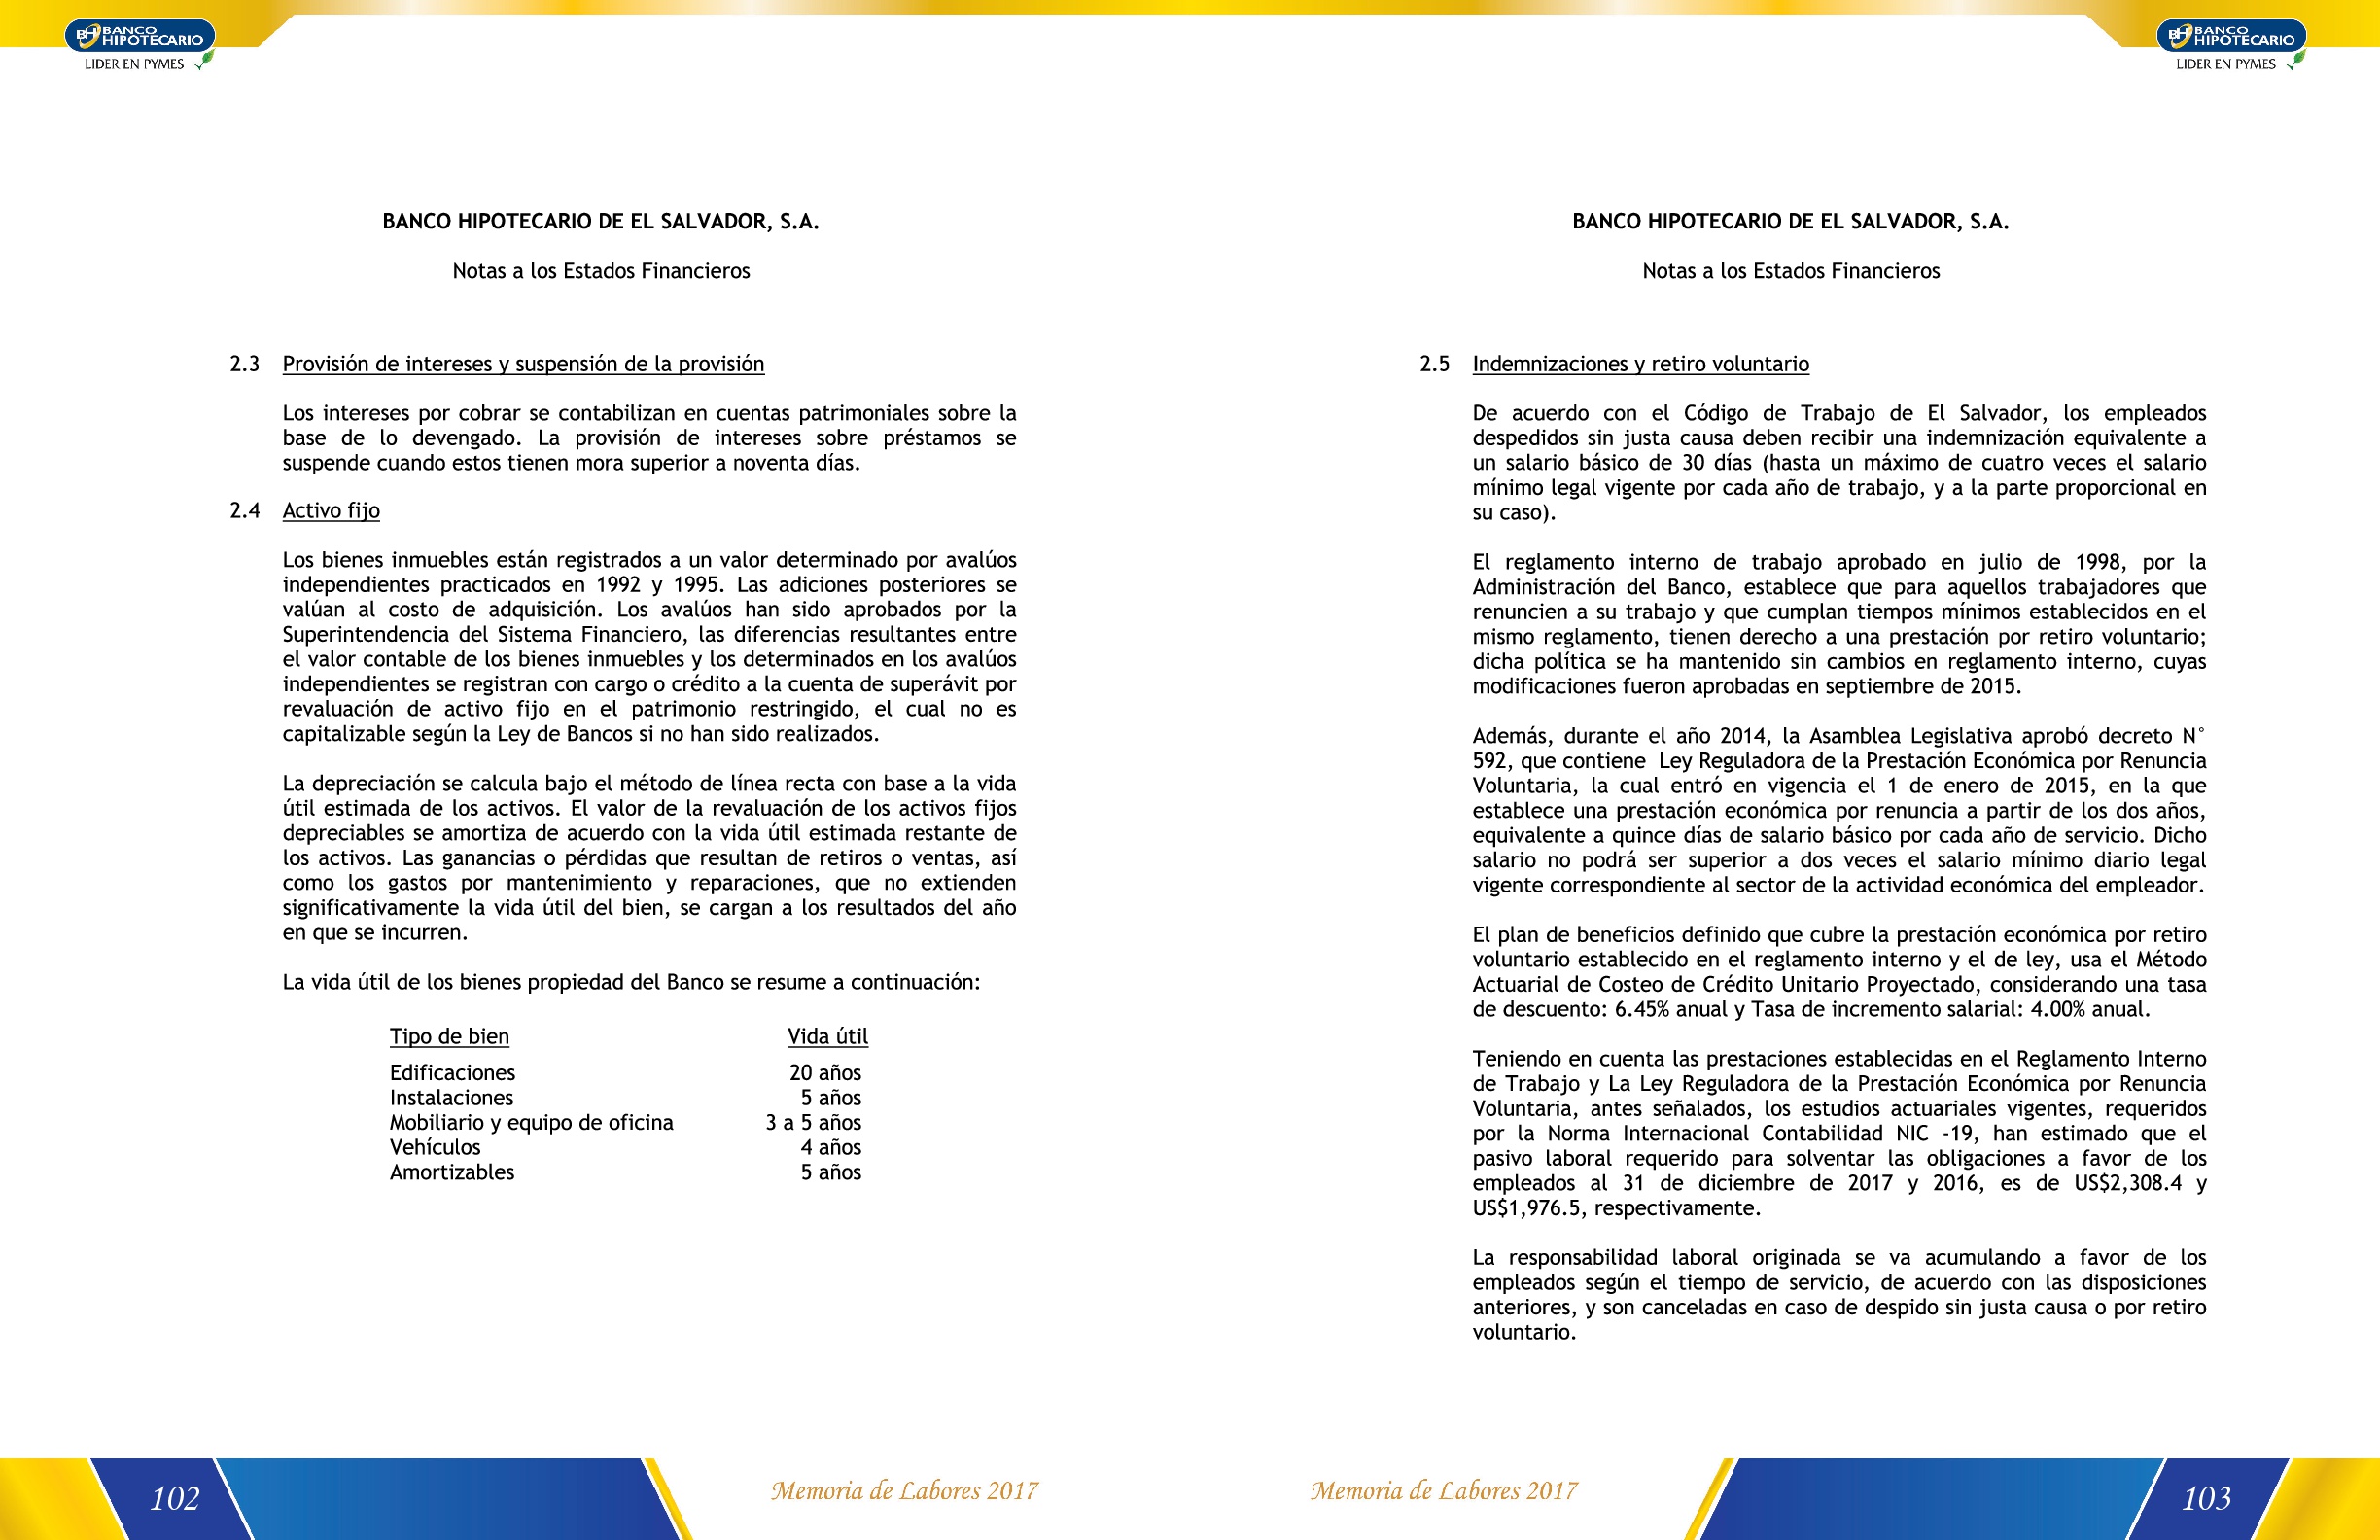 BANCO
HIPOTECARIO
LIDER EN PYMES
BANCO HIPOTECARIO DE EL SALVADOR, S.A.
Notas a los Estados Financieros
2.3 Provisión de intereses y suspensión de la provisión
Los intereses por cobrar se contabilizan en cuentas patrimoniales sobre la
base de lo devengado. La provisión de intereses sobre préstamos se
suspende cuando estos tienen mora superior a noventa días.
2.4 Activo fijo
Los bienes inmuebles están registrados a un valor determinado por avalúos
independientes practicados en 1992 y 1995. Las adiciones posteriores se
valúan al costo de adquisición. Los avalúos han sido aprobados por la
Superintendencia del Sistema Financiero, las diferencias resultantes entre
el valor contable de los bienes inmuebles y los determinados en los avalúos
independientes se registran con cargo o crédito a la cuenta de superávit por
revaluación de activo fijo en el patrimonio restringido, el cual no es
capitalizable según la Ley de Bancos si no han sido realizados.
La depreciación se calcula bajo el método de línea recta con base a la vida
útil estimada de los activos. El valor de la revaluación de los activos fijos
depreciables se amortiza de acuerdo con la vida útil estimada restante de
los activos. Las ganancias o pérdidas que resultan de retiros o ventas, así
como los gastos por mantenimiento y reparaciones, que no extienden
significativamente la vida útil del bien, se cargan a los resultados del año
en que se incurren.
La vida útil de los bienes propiedad del Banco se resume a continuación:
Tipo de bien Vida útil
Edificaciones 20 años
Instalaciones 5 años
Mobiliario y equipo de oficina 3 a 5 años
Vehículos 4 años
Amortizables 5 años
102
Memoria de Labores 2017
BH BANCO
HIPOTECARIO
LIDER EN PYMES
BANCO HIPOTECARIO DE EL SALVADOR, S.A.
Notas a los Estados Financieros
2.5 Indemnizaciones y retiro voluntario
De acuerdo con el Código de Trabajo de El Salvador, los empleados
despedidos sin justa causa deben recibir una indemnización equivalente a
un salario básico de 30 días (hasta un máximo de cuatro veces el salario
mínimo legal vigente por cada año de trabajo, y a la parte proporcional en
su caso).
El reglamento interno de trabajo aprobado en julio de 1998, por la
Administración del Banco, establece que para aquellos trabajadores que
renuncien a su trabajo y que cumplan tiempos mínimos establecidos en el
mismo reglamento, tienen derecho a una prestación por retiro voluntario;
dicha política se ha mantenido sin cambios en reglamento interno, cuyas
modificaciones fueron aprobadas en septiembre de 2015.
Además, durante el año 2014, la Asamblea Legislativa aprobó decreto N°
592, que contiene Ley Reguladora de la Prestación Económica por Renuncia
Voluntaria, la cual entró en vigencia el 1 de enero de 2015, en la que
establece una prestación económica por renuncia a partir de los dos años,
equivalente a quince días de salario básico por cada año de servicio. Dicho
salario no podrá ser superior a dos veces el salario mínimo diario legal
vigente correspondiente al sector de la actividad económica del empleador.
El plan de beneficios definido que cubre la prestación económica por retiro
voluntario establecido en el reglamento interno y el de ley, usa el Método
Actuarial de Costeo de Crédito Unitario Proyectado, considerando una tasa
de descuento: 6.45% anual y Tasa de incremento salarial: 4.00% anual.
Teniendo en cuenta las prestaciones establecidas en el Reglamento Interno
de Trabajo y La Ley Reguladora de la Prestación Económica por Renuncia
Voluntaria, antes señalados, los estudios actuariales vigentes, requeridos
por la Norma Internacional Contabilidad NIC -19, han estimado que el
pasivo laboral requerido para solventar las obligaciones a favor de los
empleados al 31 de diciembre de 2017 y 2016, es de US$2,308.4 y
US$1,976.5, respectivamente.
La responsabilidad laboral originada se va acumulando a favor de los
empleados según el tiempo de servicio, de acuerdo con las disposiciones
anteriores, y son canceladas en caso de despido sin justa causa o por retiro
voluntario.
Memoria de Labores 2017
103